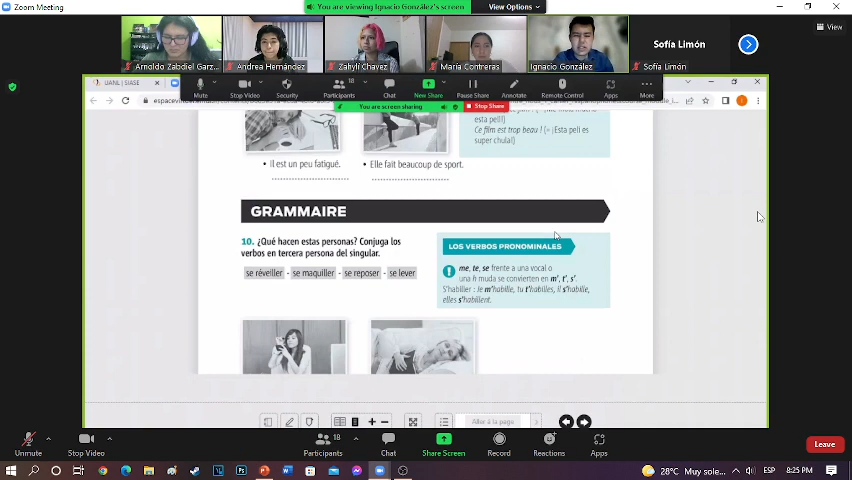 Zoom Meeting
You are viewing Ignacio González's screen
View Options
View
Arnoldo Zabdiel Garz...
Andrea Hernández
Zahyli Chavez
María Contreras
Ignacio González
Sofía Limón
Sofía Limón
UANL | SIASE
Mute
Stop Video
Security
Participants
18
Chat
New Share
Pause Share
Annotate
Remote Control
Apps
More
You are screen sharing
Stop Share
esta peli!)
Ce film est trop beau ! (= ¡Esta peli es
super chula!)
• Il est un peu fatigué.
• Elle fait beaucoup de sport.
GRAMMAIRE
10. ¿Qué hacen estas personas? Conjuga los
verbos en tercera persona del singular.
se réveiller - se maquiller - se reposer - se lever
LOS VERBOS PRONOMINALES
! me, te, se frente a una vocal o
una h muda se convierten en m', t', s'.
S'habiller : Je m'habille, tu t'habilles, il s'habille,
elles s'habillent.
Aller à la page
Unmute
Stop Video
Participants
18
Chat
Share Screen
Record
Reactions
Apps
Leave
28°C Muy sole...
ESP
8:25 PM